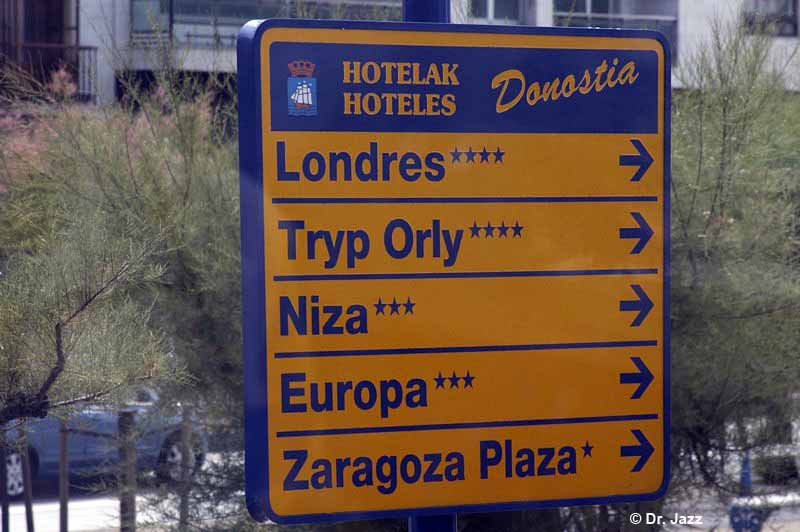 HOTELAK
HOTELES
Donostia
Londres****
Tryp Orly****
Niza***
Europa***
Zaragoza Plaza*
© Dr. Jazz